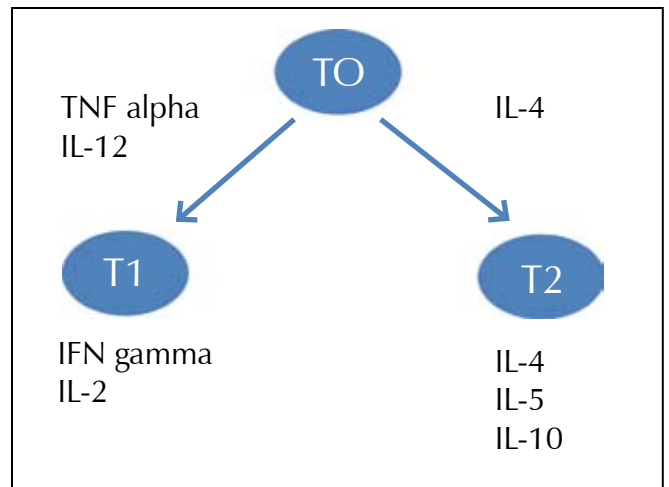 TO
TNF alpha
IL-12
IL-4
T1
T2
IFN gamma
IL-2
IL-4
IL-5
IL-10